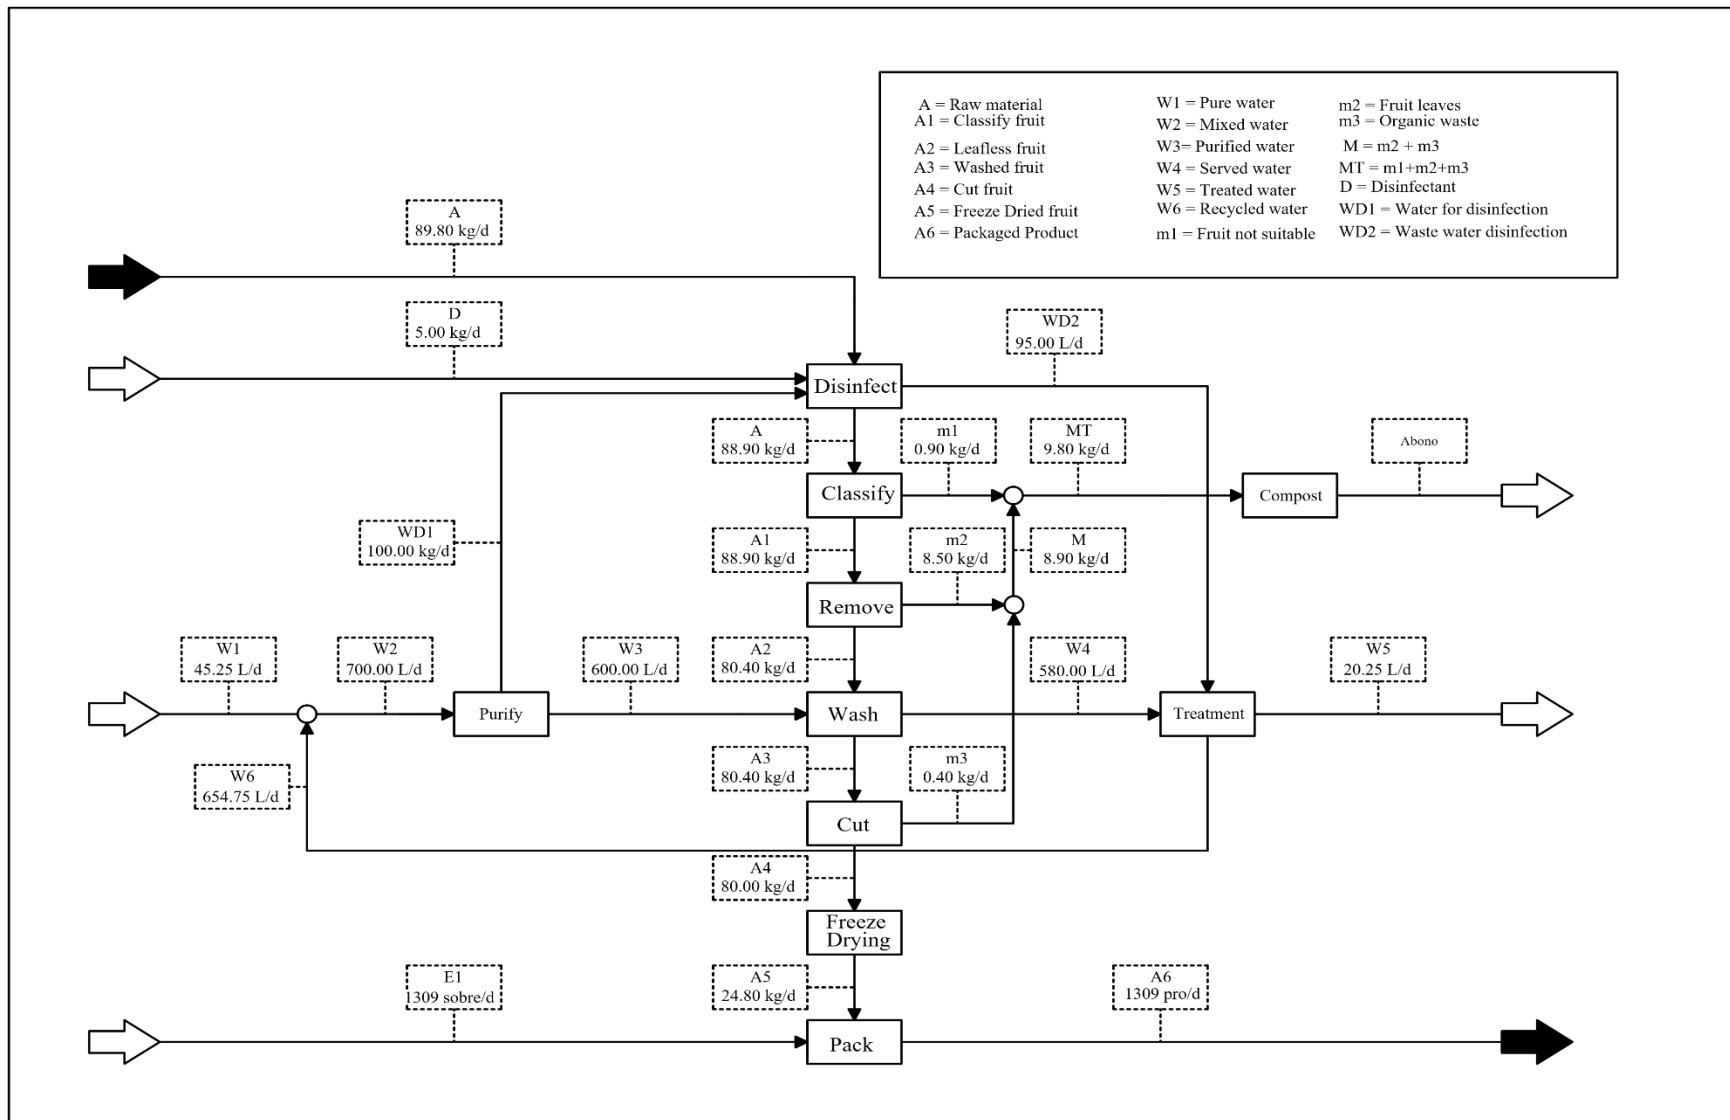 A = Raw material
A1 = Classify fruit
A2 = Leafless fruit
A3 = Washed fruit
A4 = Cut fruit
A5 = Freeze Dried fruit
A6 = Packaged Product
W1 = Pure water
W2 = Mixed water
W3= Purified water
W4 = Served water
W5 = Treated water
W6 = Recycled water
m1 = Fruit not suitable
m2 = Fruit leaves
m3 = Organic waste
M = m2 + m3
MT = m1+m2+m3
D = Disinfectant
WD1 = Water for disinfection
WD2 = Waste water disinfection
A
89.80 kg/d
D
5.00 kg/d
WD2
95.00 L/d
Disinfect
A
88.90 kg/d
m1
0.90 kg/d
MT
9.80 kg/d
Abono
Classify
Compost
WD1
100.00 kg/d
A1
88.90 kg/d
m2
8.50 kg/d
M
8.90 kg/d
Remove
W1
45.25 L/d
W2
700.00 L/d
W3
600.00 L/d
A2
80.40 kg/d
W4
580.00 L/d
W5
20.25 L/d
Purify
Wash
Treatment
W6
654.75 L/d
A3
80.40 kg/d
m3
0.40 kg/d
Cut
A4
80.00 kg/d
Freeze
Drying
E1
1309 sobre/d
A5
24.80 kg/d
A6
1309 pro/d
Pack